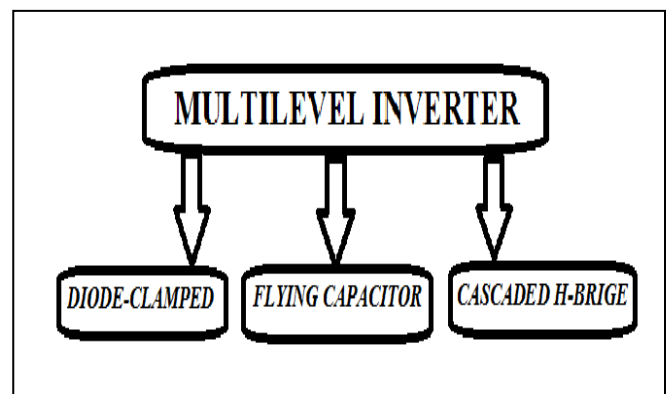 MULTILEVEL INVERTER
DIODE-CLAMPED
FLYING CAPACITOR
CASCADED H-BRIGE